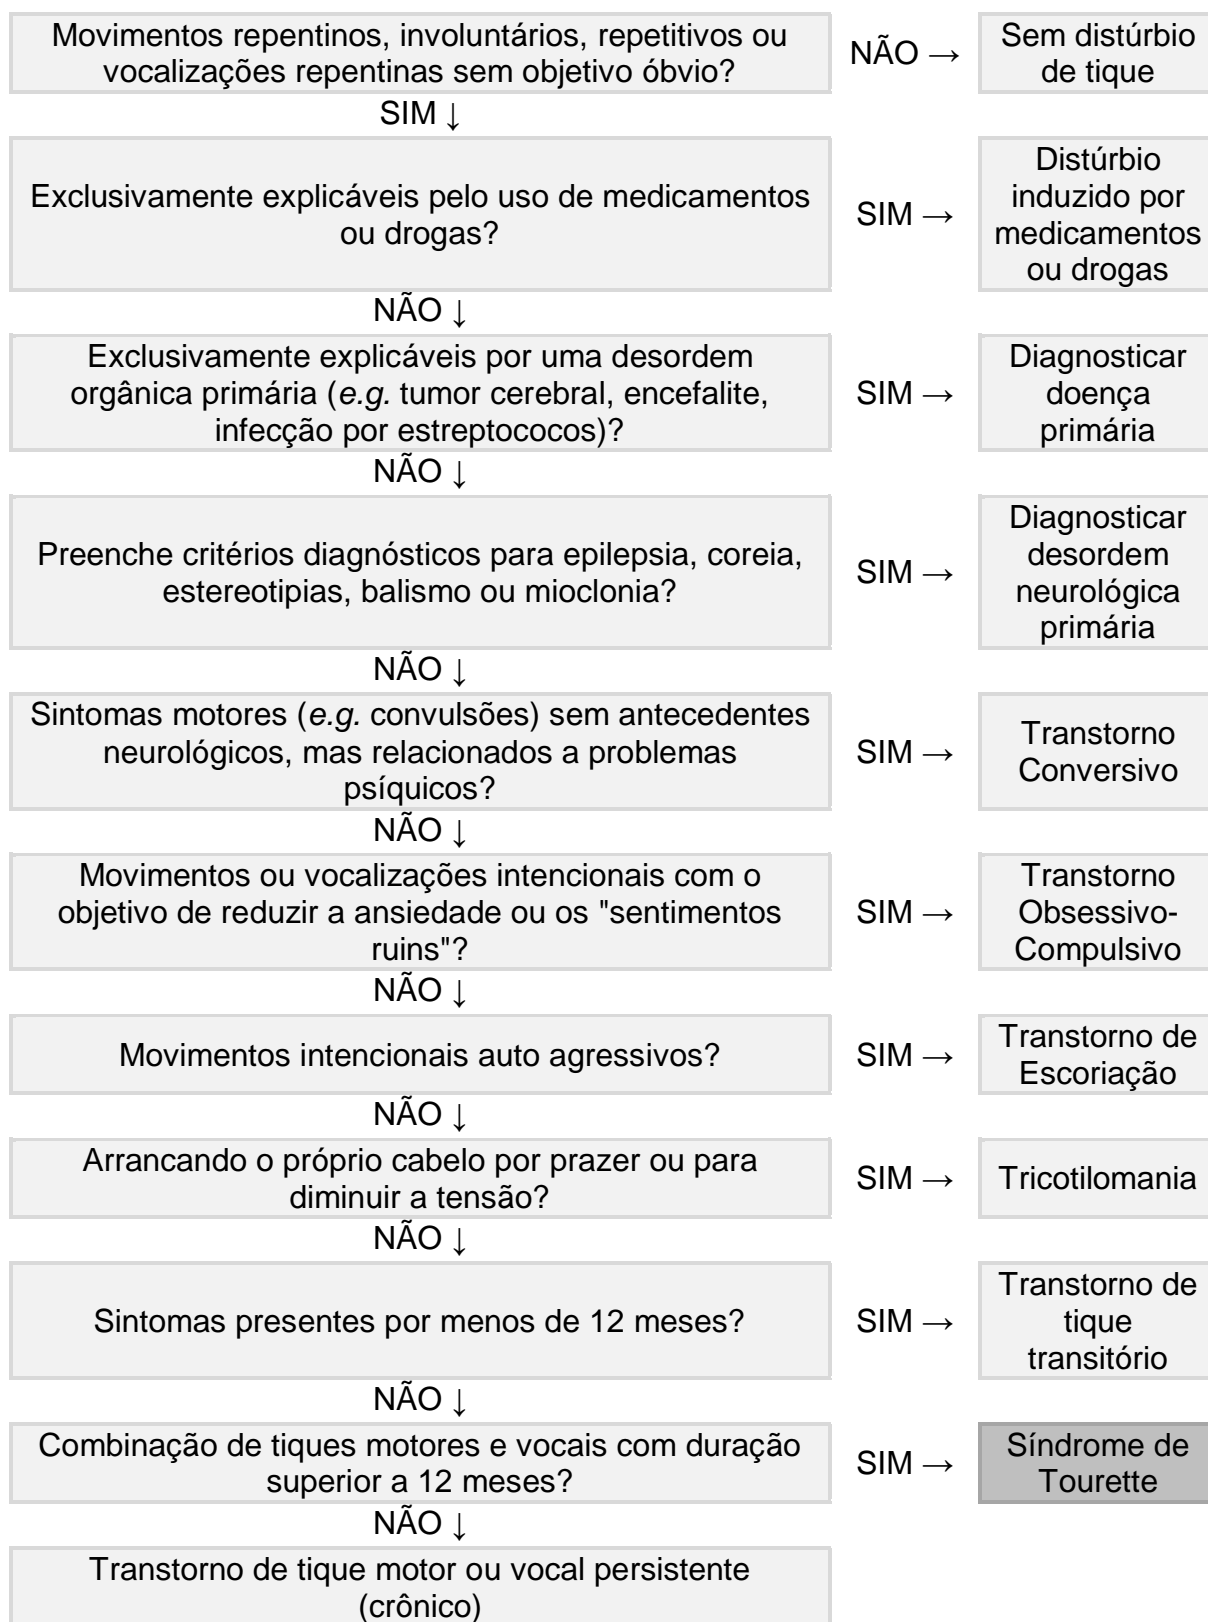 Movimentos repentinos, involuntários, repetitivos ou
vocalizações repentinas sem objetivo óbvio?
NÃO →
Sem distúrbio
de tique
SIM ↓
Exclusivamente explicáveis pelo uso de medicamentos
ou drogas?
SIM →
Distúrbio
induzido por
medicamentos
ou drogas
NÃO ↓
Exclusivamente explicáveis por uma desordem
orgânica primária (e.g. tumor cerebral, encefalite,
infecção por estreptococos)?
SIM →
Diagnosticar
doença
primária
NÃO ↓
Preenche critérios diagnósticos para epilepsia, coreia,
estereotipias, balismo ou mioclonia?
SIM →
Diagnosticar
desordem
neurológica
primária
NÃO ↓
Sintomas motores (e.g. convulsões) sem antecedentes
neurológicos, mas relacionados a problemas
psíquicos?
SIM →
Transtorno
Conversivo
NÃO ↓
Movimentos ou vocalizações intencionais com o
objetivo de reduzir a ansiedade ou os "sentimentos
ruins"?
SIM →
Transtorno
Obsessivo-
Compulsivo
NÃO ↓
Movimentos intencionais auto agressivos?
SIM →
Transtorno de
Escoriação
NÃO ↓
Arrancando o próprio cabelo por prazer ou para
diminuir a tensão?
SIM →
Tricotilomania
NÃO ↓
Sintomas presentes por menos de 12 meses?
SIM →
Transtorno de
tique
transitório
NÃO ↓
Combinação de tiques motores e vocais com duração
superior a 12 meses?
SIM →
Síndrome de
Tourette
NÃO ↓
Transtorno de tique motor ou vocal persistente
(crônico)